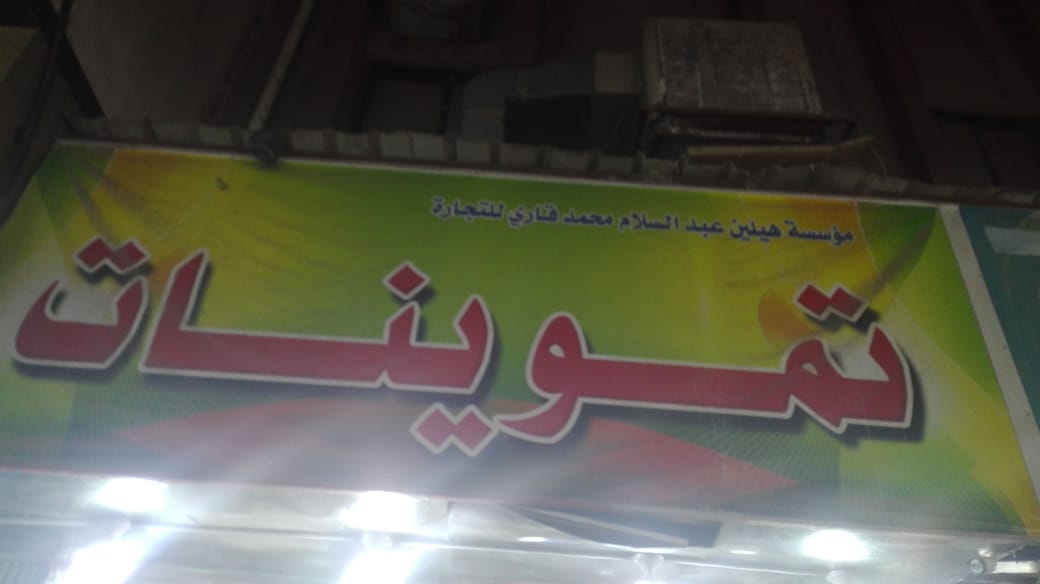 مؤسسة هيلين عبد السلام محمد قاري للتجارة
تموينات